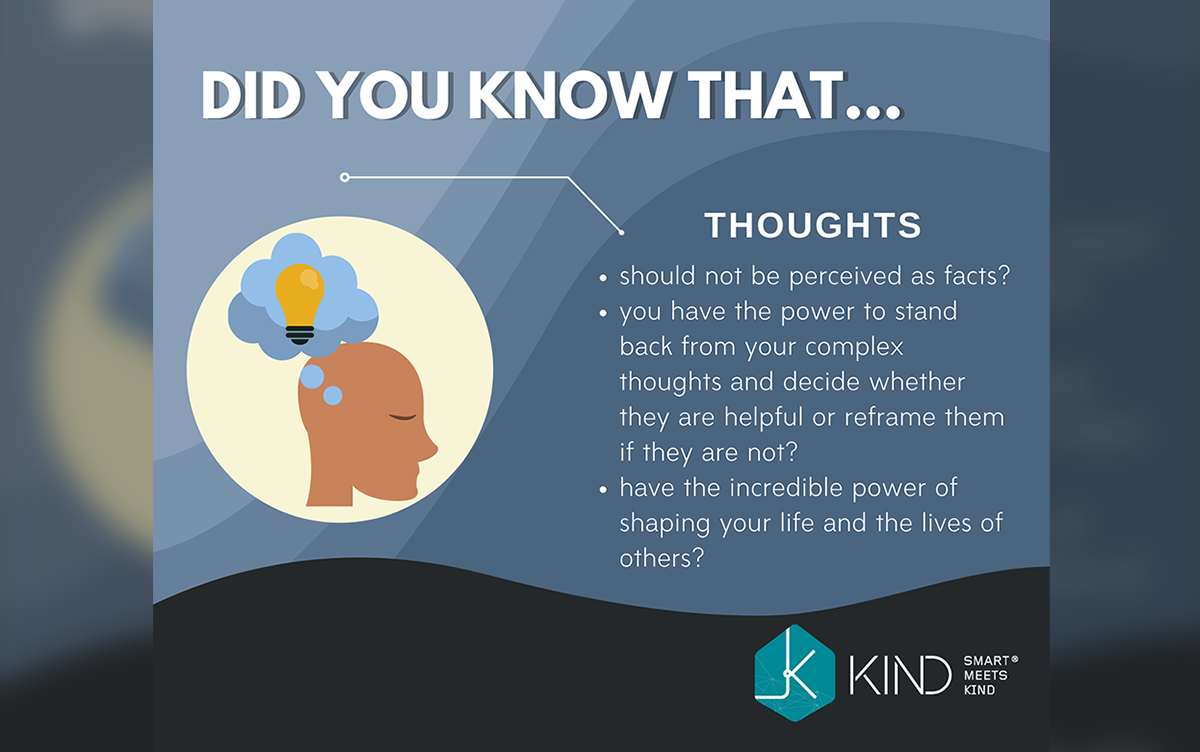 DID YOU KNOW THAT...
THOUGHTS
• should not be perceived as facts?
• you have the power to stand
back from your complex
thoughts and decide whether
they are helpful or reframe them
if they are not?
• have the incredible power of
shaping your life and the lives of
others?
KIND
SMART®
MEETS
KIND